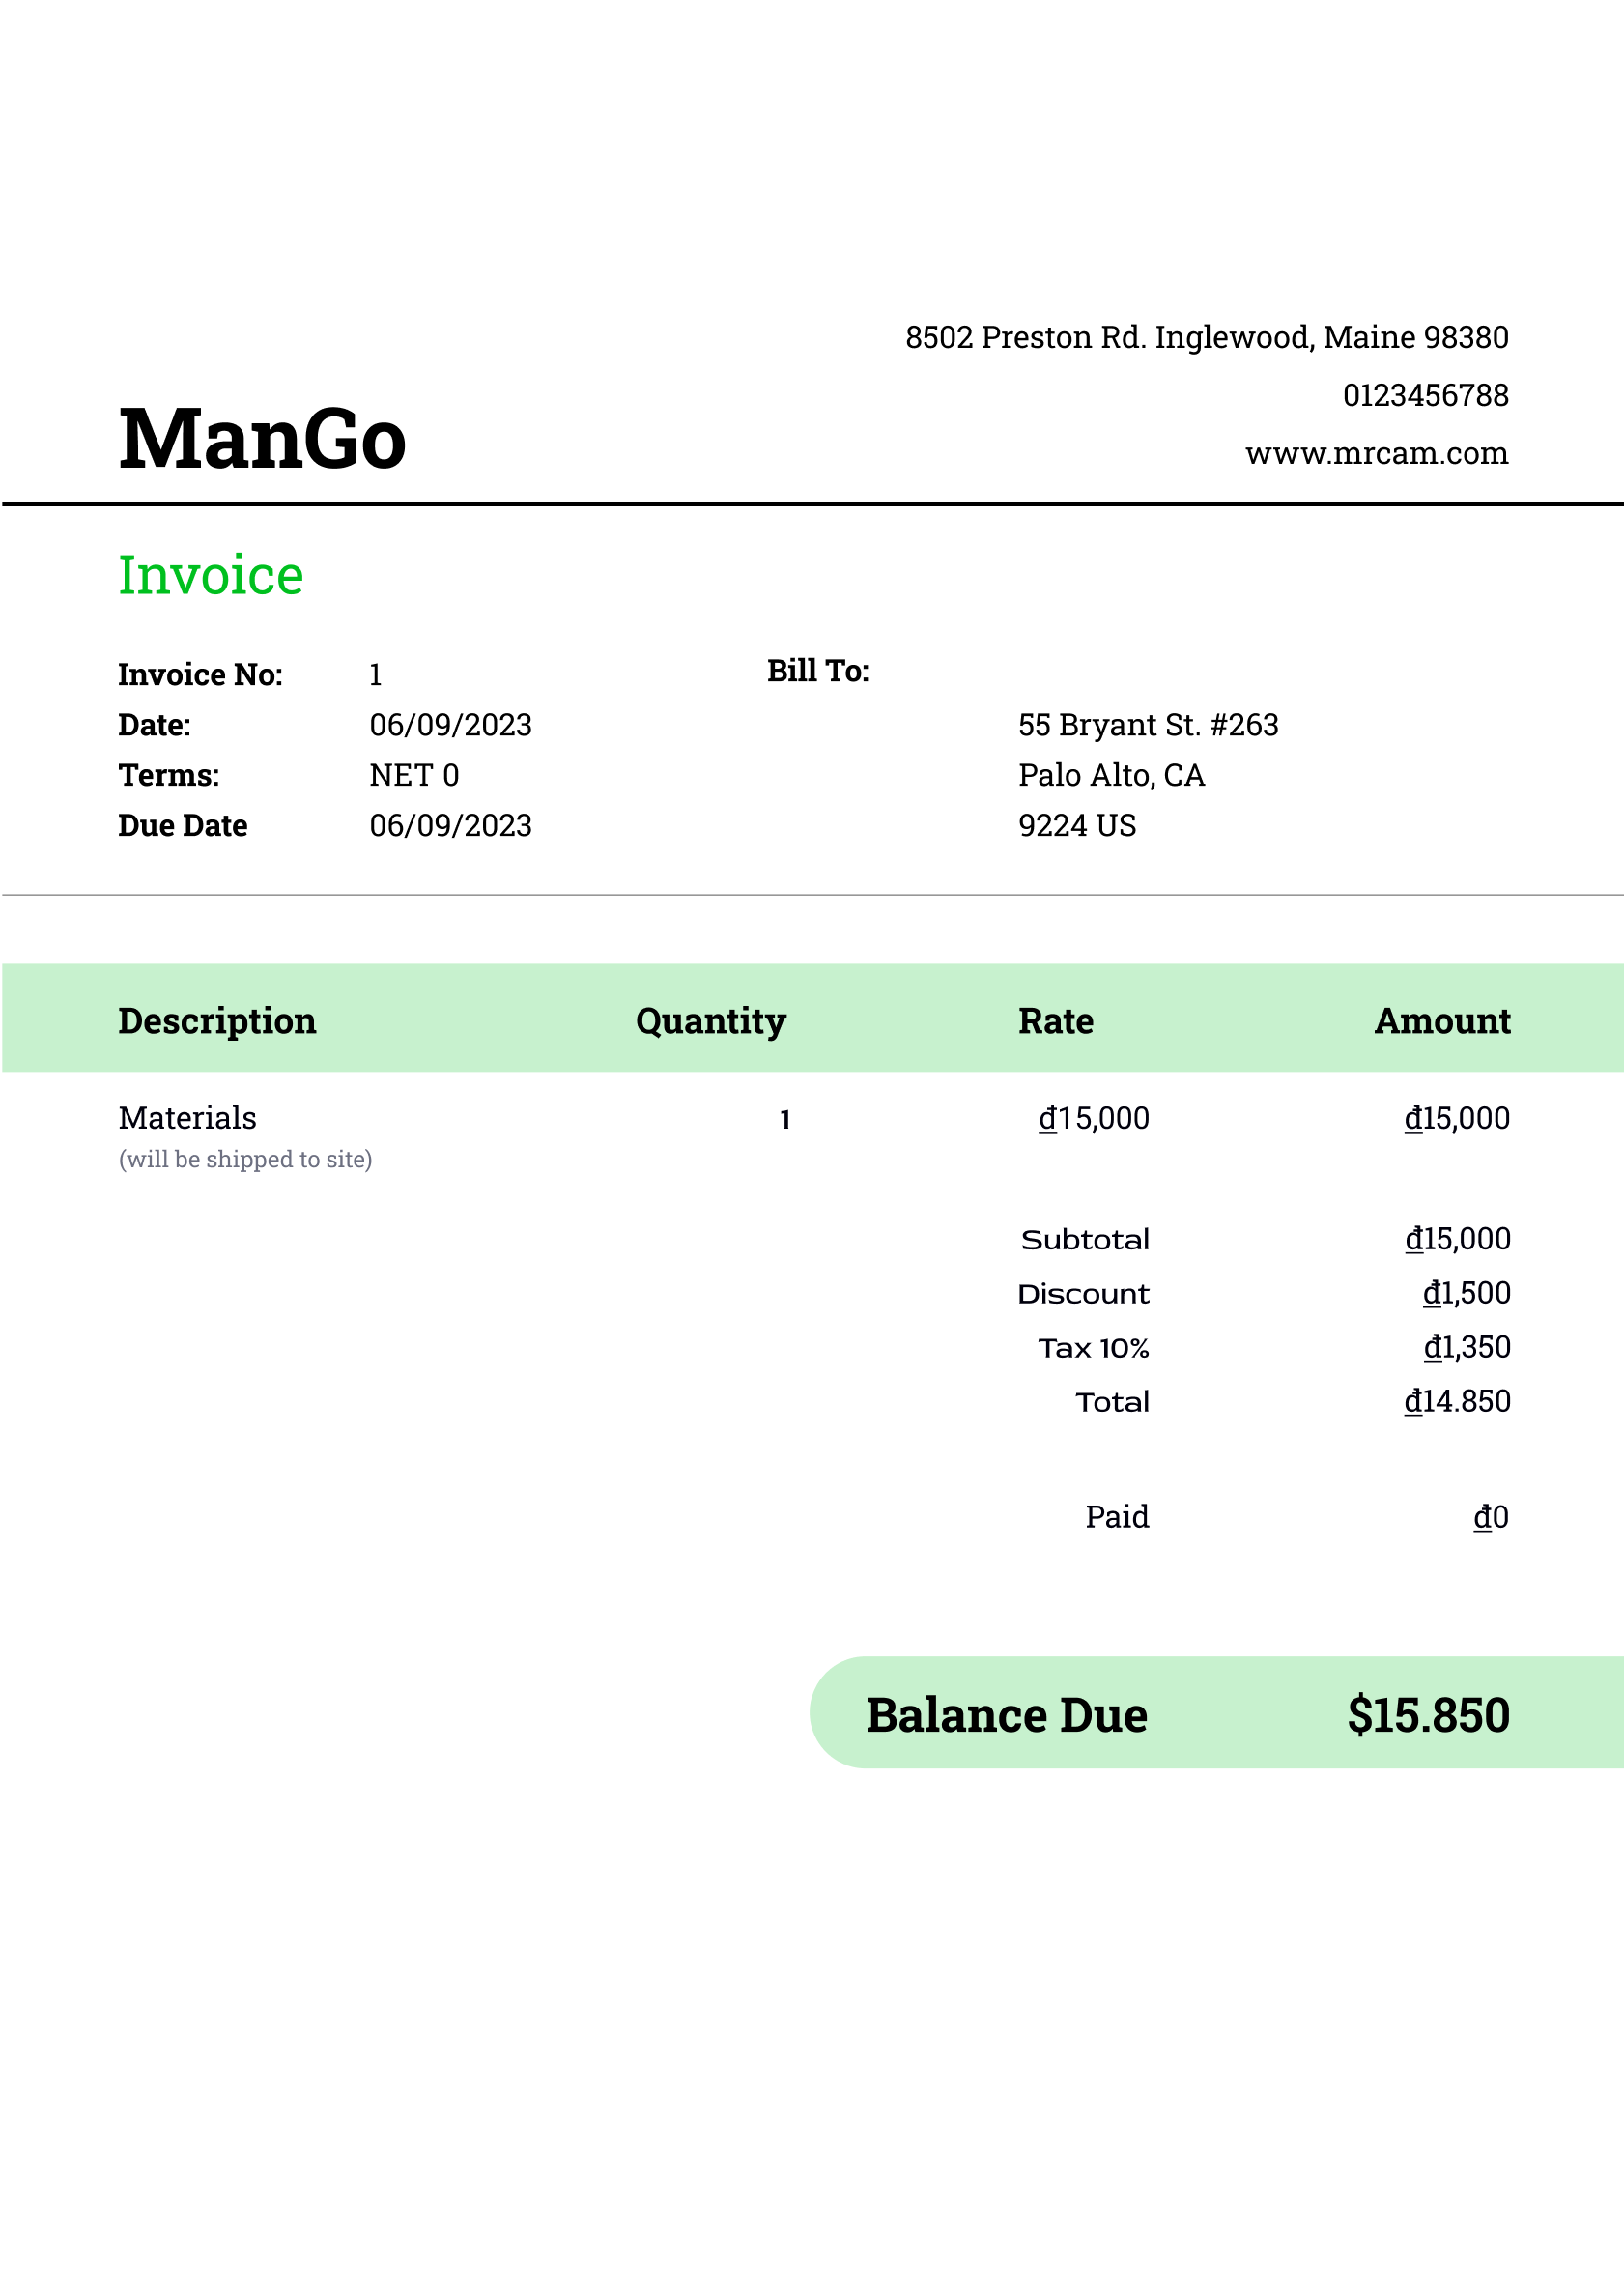 8502 Preston Rd. Inglewood, Maine 98380
0123456788
ManGo
www.mrcam.com
Invoice
Invoice No: 1
Bill To:
Date: 06/09/2023 55 Bryant St. #263
Terms: NET 0 Palo Alto, CA
Due Date 06/09/2023 9224 US
Description Quantity Rate Amount
Materials 1 ₫15,000 ₫15,000
(will be shipped to site)
Subtotal ₫15,000
Discount ₫1,500
Tax 10% ₫1,350
Total ₫14.850
Paid ₫0
Balance Due $15.850